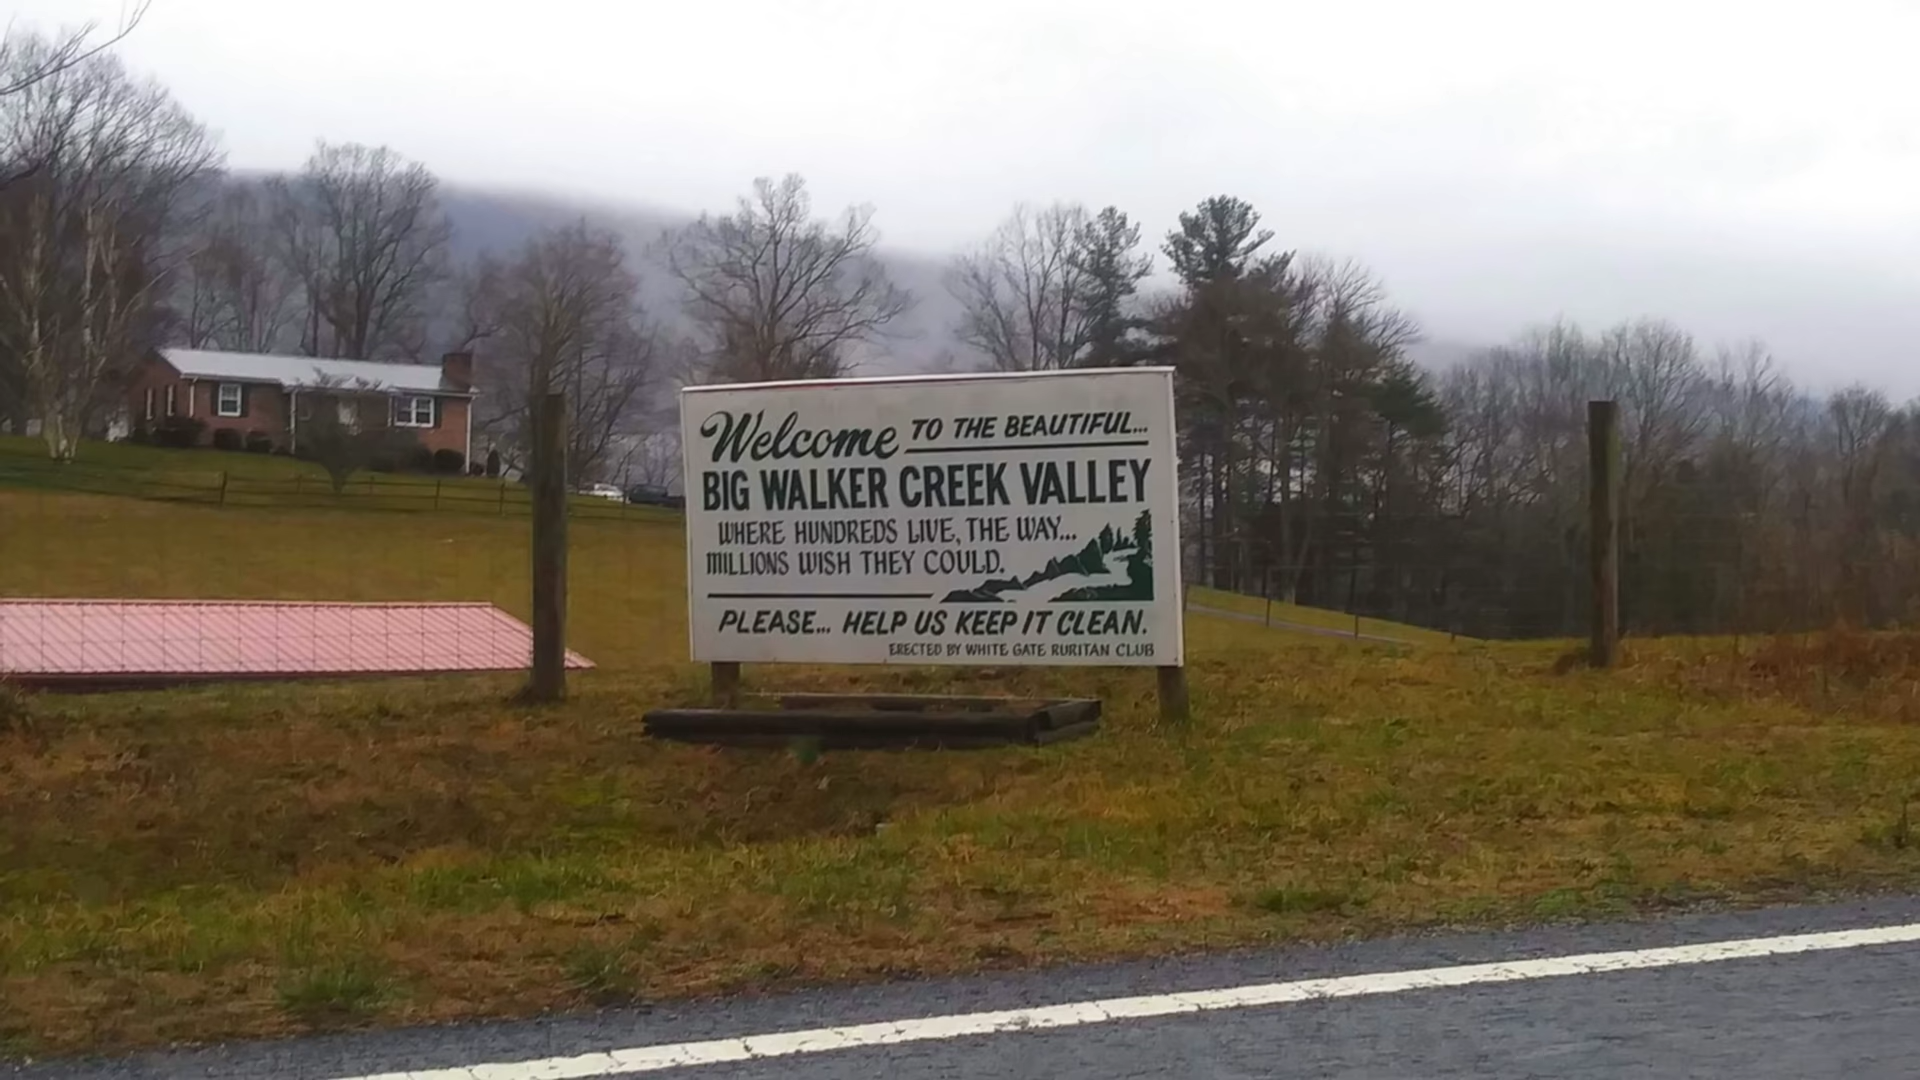 Welcome TO THE BEAUTIFUL...
BIG WALKER CREEK VALLEY
WHERE HUNDREDS LIVE, THE WAY...
MILLIONS WISH THEY COULD.
PLEASE... HELP US KEEP IT CLEAN.
ERECTED BY WHITE GATE RURITAN CLUB